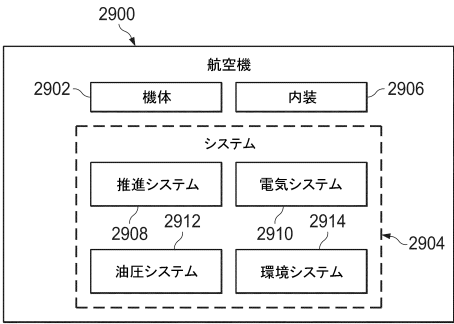 2900
航空機
2902
機体
内装
2906
システム
推進システム
電気システム
2908
2912
2910
2914
2904
油圧システム
環境システム